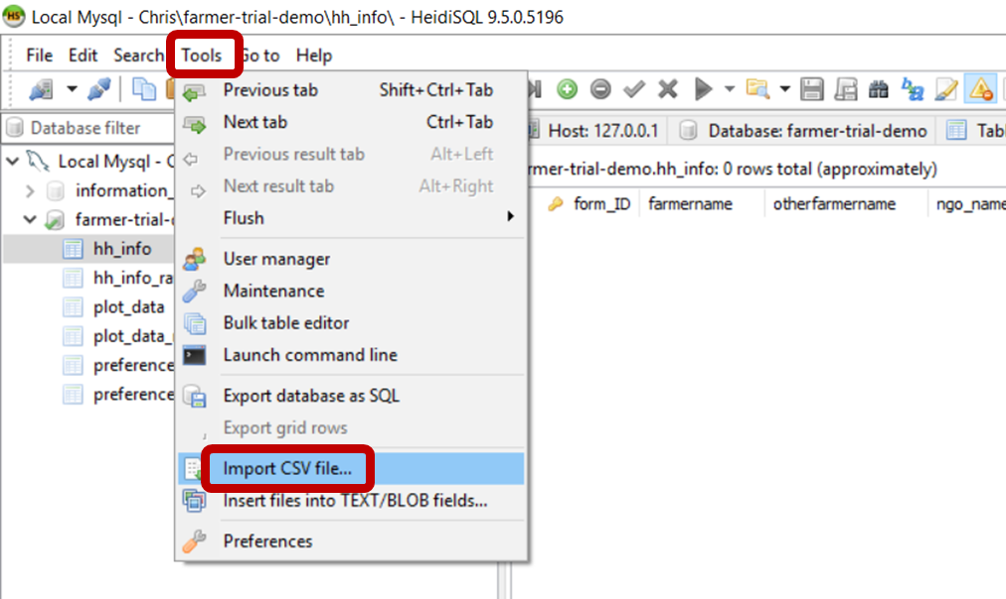 HS Local Mysql - Chris\farmer-trial-demo\hh_info\ - HeidiSQL 9.5.0.5196
File Edit Search Tools Go to Help
Database filter
Local Mysql - C
information_
farmer-trial-d
hh_info
hh_info_ra
plot_data
plot_data_
preference
preference
Previous tab Shift+Ctrl+Tab
Next tab Ctrl+Tab
Previous result tab Alt+Left
Next result tab Alt+Right
Flush
User manager
Maintenance
Bulk table editor
Launch command line
Export database as SQL
Export grid rows
Import CSV file...
Insert files into TEXT/BLOB fields...
Preferences
Host: 127.0.0.1 Database: farmer-trial-demo Tab
rmer-trial-demo.hh_info: 0 rows total (approximately)
form_ID farmername otherfarmername ngo_name